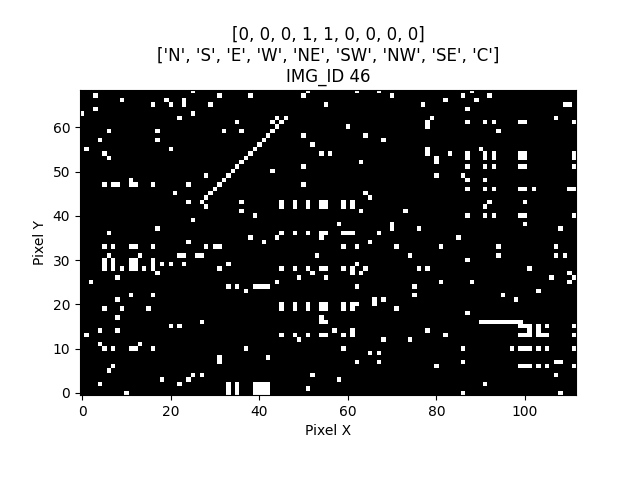 [0, 0, 0, 1, 1, 0, 0, 0, 0]
['N', 'S', 'E', 'W', 'NE', 'SW', 'NW', 'SE', 'C']
IMG_ID 46
60
50
40
30
20
10
0
Pixel Y
0 20 40 60 80 100
Pixel X